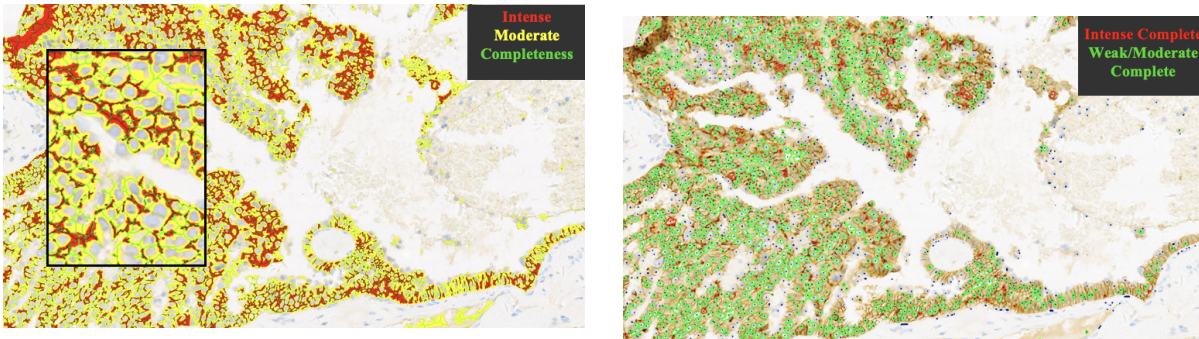 Intense
Moderate
Completeness
Intense Complete
Weak/Moderate
Complete